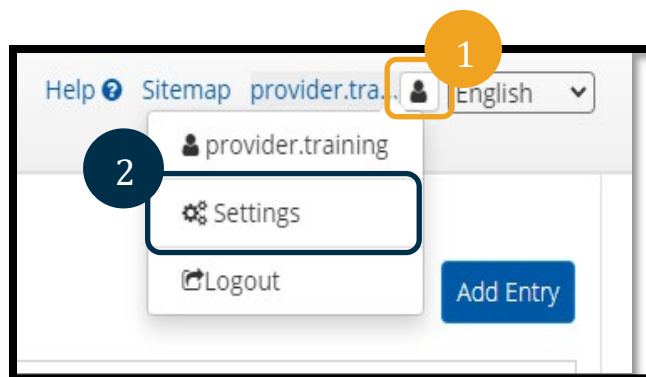 1
Help Sitemap provider.tra... English
provider.training
2
Settings
Logout
Add Entry